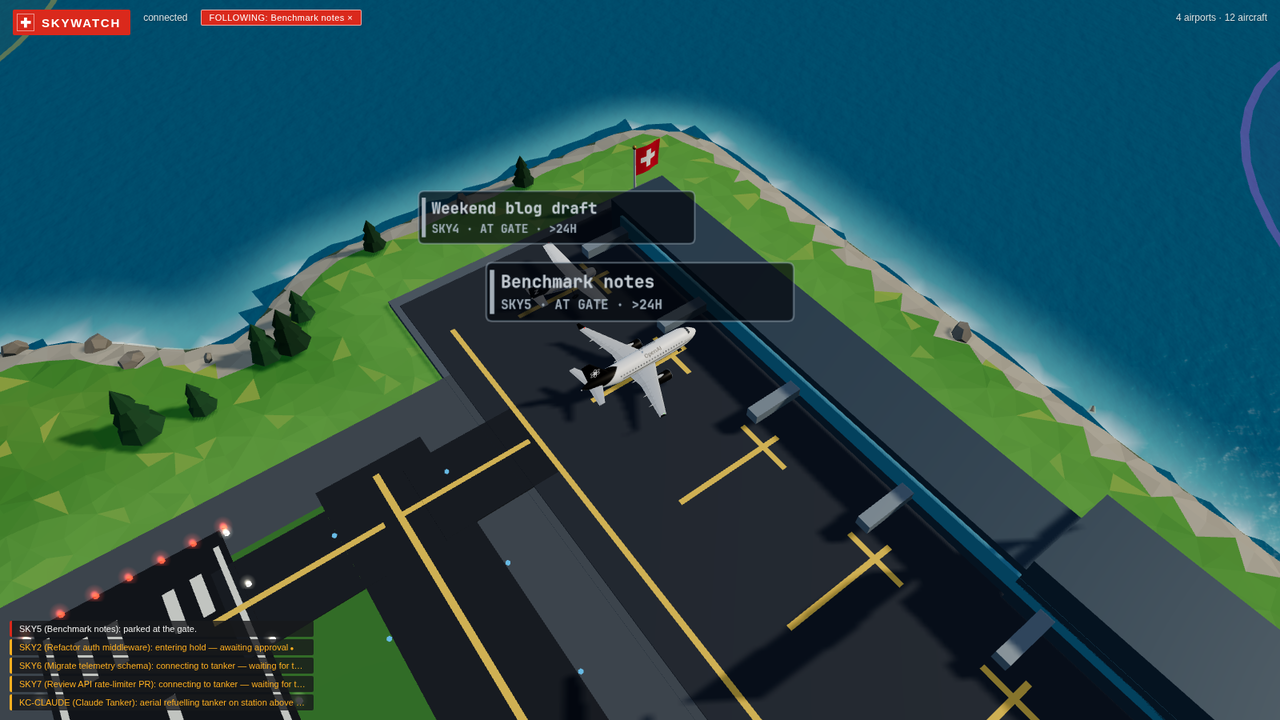 SKYWATCH
connected
FOLLOWING: Benchmark notes ×
4 airports · 12 aircraft
Weekend blog draft
SKY4 · AT GATE · >24H
Benchmark notes
SKY5 · AT GATE · >24H
OpenAI
SKY5 (Benchmark notes): parked at the gate.
SKY2 (Refactor auth middleware): entering hold — awaiting approval •
SKY6 (Migrate telemetry schema): connecting to tanker — waiting for t…
SKY7 (Review API rate-limiter PR): connecting to tanker — waiting for t…
KC-CLAUDE (Claude Tanker): aerial refuelling tanker on station above …